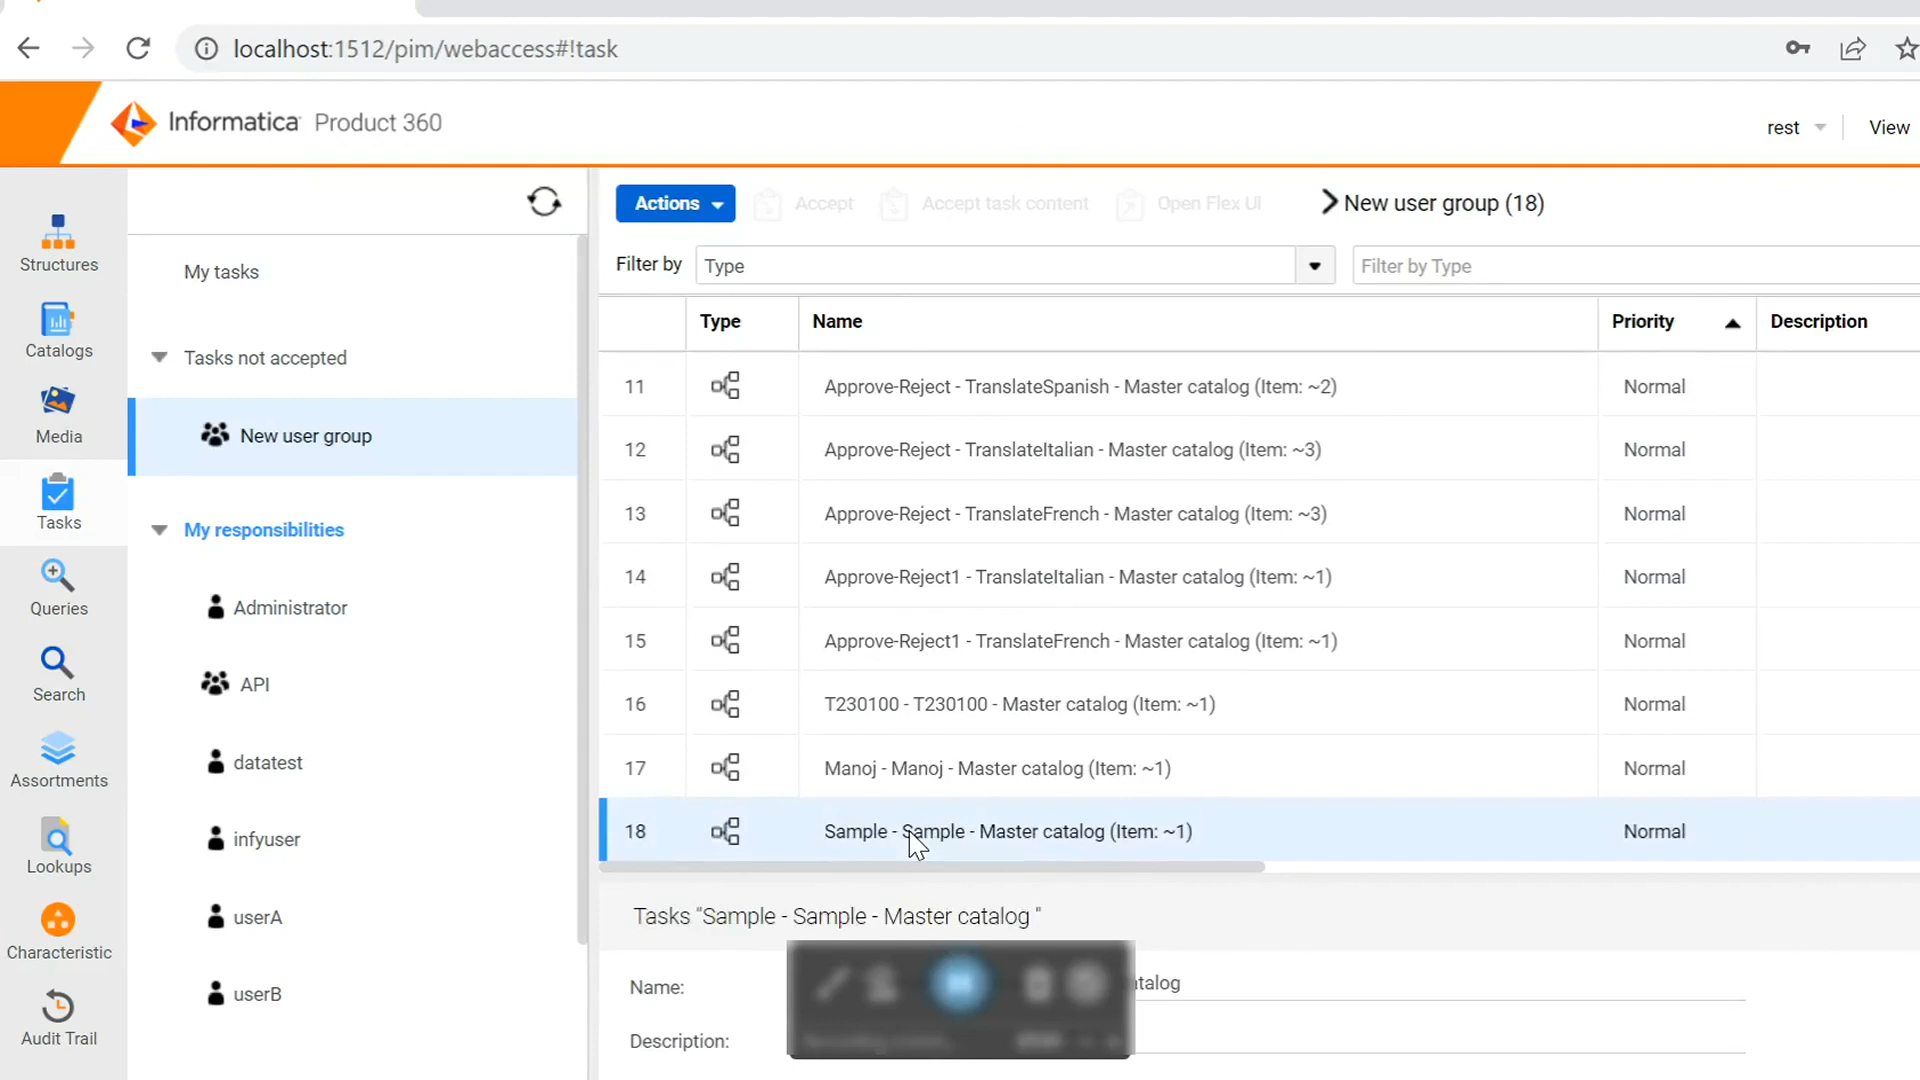 localhost:1512/pim/webaccess#!task
Informatica Product 360
rest
View
Structures
Catalogs
Media
Tasks
Queries
Search
Assortments
Lookups
Characteristic
Audit Trail
My tasks
Tasks not accepted
New user group
My responsibilities
Administrator
API
datatest
infyuser
userA
userB
Actions
Accept
Accept task content
Open Flex UI
New user group (18)
Filter by
Type
Filter by Type
Type Name Priority Description
11 Approve-Reject - TranslateSpanish - Master catalog (Item: ~2) Normal
12 Approve-Reject - TranslateItalian - Master catalog (Item: ~3) Normal
13 Approve-Reject - TranslateFrench - Master catalog (Item: ~3) Normal
14 Approve-Reject1 - TranslateItalian - Master catalog (Item: ~1) Normal
15 Approve-Reject1 - TranslateFrench - Master catalog (Item: ~1) Normal
16 T230100 - T230100 - Master catalog (Item: ~1) Normal
17 Manoj - Manoj - Master catalog (Item: ~1) Normal
18 Sample - Sample - Master catalog (Item: ~1) Normal
Tasks "Sample - Sample - Master catalog "
Name: talog
Description: